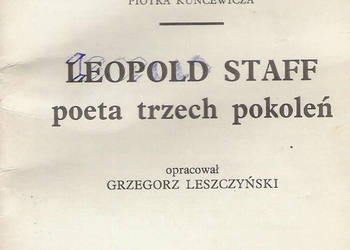 PIOTRA KUNCEWICZA
LEOPOLD STAFF
poeta trzech pokoleń
opracował
GRZEGORZ LESZCZYŃSKI